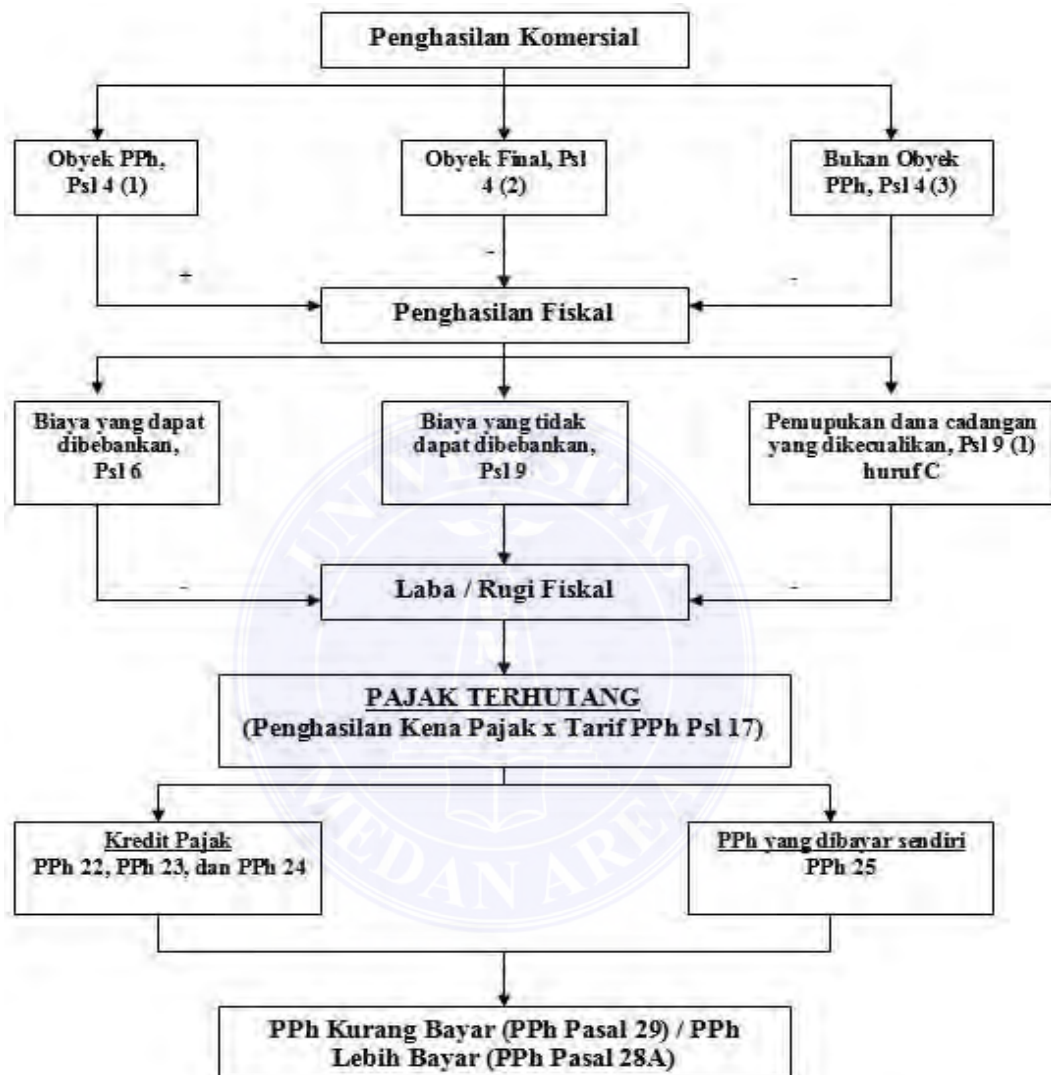 Penghasilan Komersial
Obyek PPh,
Psl 4 (1)
Obyek Final, Psl
4 (2)
Bukan Obyek
PPh, Psl 4 (3)
+
-
-
Penghasilan Fiskal
Biaya yang dapat
dibebankan,
Psl 6
Biaya yang tidak
dapat dibebankan,
Psl 9
Pemupukan dana cadangan
yang dikecualikan, Psl 9 (1)
huruf C
-
-
Laba / Rugi Fiskal
PAJAK TERHUTANG
(Penghasilan Kena Pajak x Tarif PPh Psl 17)
Kredit Pajak
PPh 22, PPh 23, dan PPh 24
PPh yang dibayar sendiri
PPh 25
PPh Kurang Bayar (PPh Pasal 29) / PPh
Lebih Bayar (PPh Pasal 28A)
UNIVERSITAS
MEDAN AREA